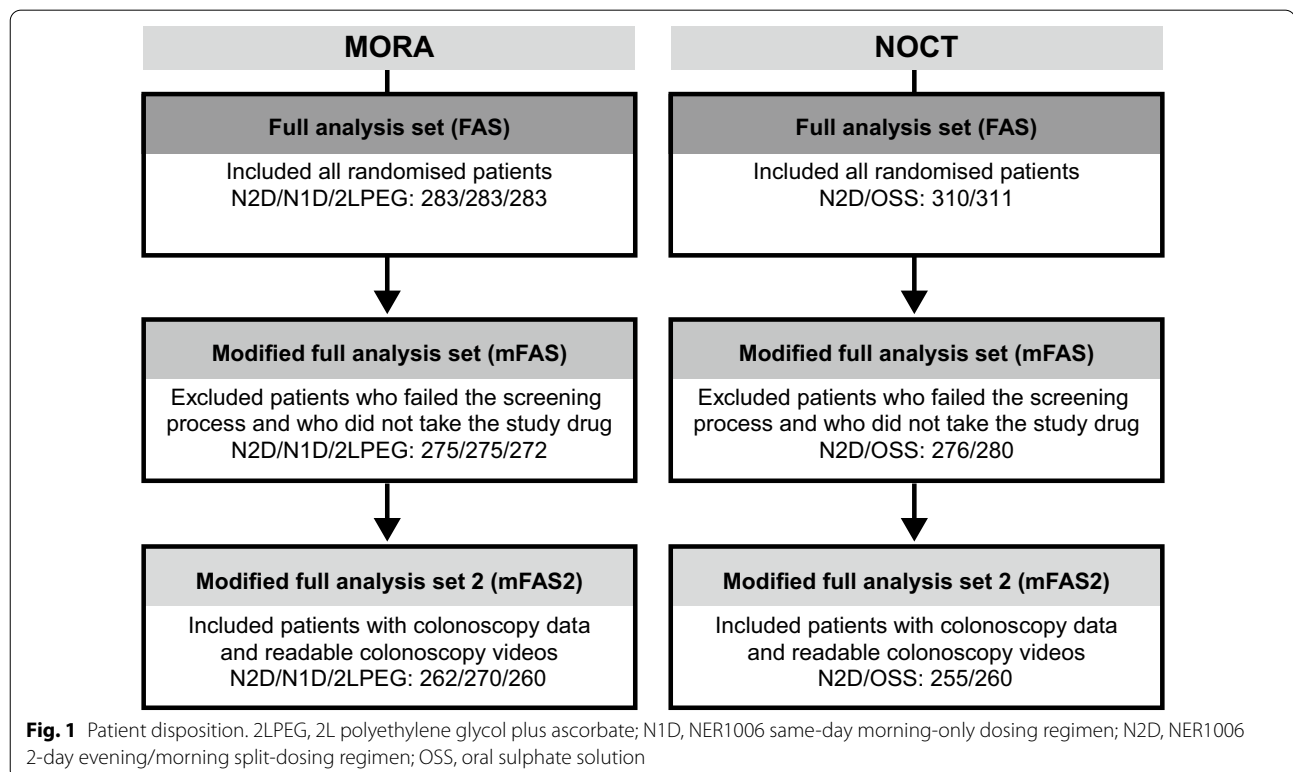 MORA
Full analysis set (FAS)
Included all randomised patients
N2D/N1D/2LPEG: 283/283/283
Modified full analysis set (mFAS)
Excluded patients who failed the screening
process and who did not take the study drug
N2D/N1D/2LPEG: 275/275/272
Modified full analysis set 2 (mFAS2)
Included patients with colonoscopy data
and readable colonoscopy videos
N2D/N1D/2LPEG: 262/270/260
NOCT
Full analysis set (FAS)
Included all randomised patients
N2D/OSS: 310/311
Modified full analysis set (mFAS)
Excluded patients who failed the screening
process and who did not take the study drug
N2D/OSS: 276/280
Modified full analysis set 2 (mFAS2)
Included patients with colonoscopy data
and readable colonoscopy videos
N2D/OSS: 255/260
Fig. 1 Patient disposition. 2LPEG, 2L polyethylene glycol plus ascorbate; N1D, NER1006 same-day morning-only dosing regimen; N2D, NER1006
2-day evening/morning split-dosing regimen; OSS, oral sulphate solution